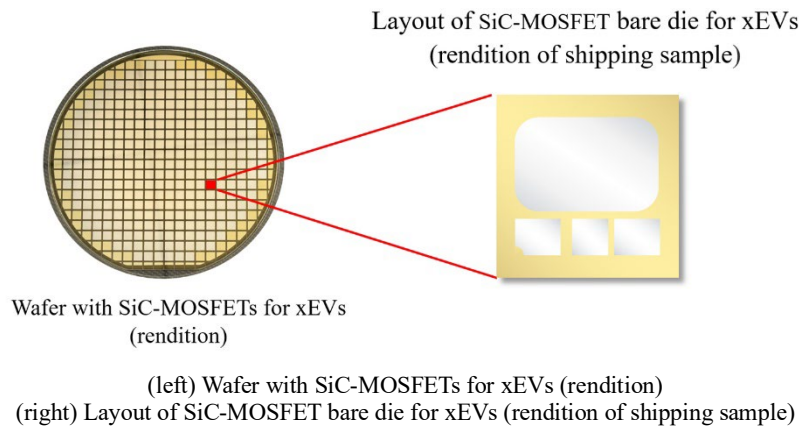 Layout of SiC-MOSFET bare die for xEVs
(rendition of shipping sample)
Wafer with SiC-MOSFETs for xEVs
(rendition)
(left) Wafer with SiC-MOSFETs for xEVs (rendition)
(right) Layout of SiC-MOSFET bare die for xEVs (rendition of shipping sample)